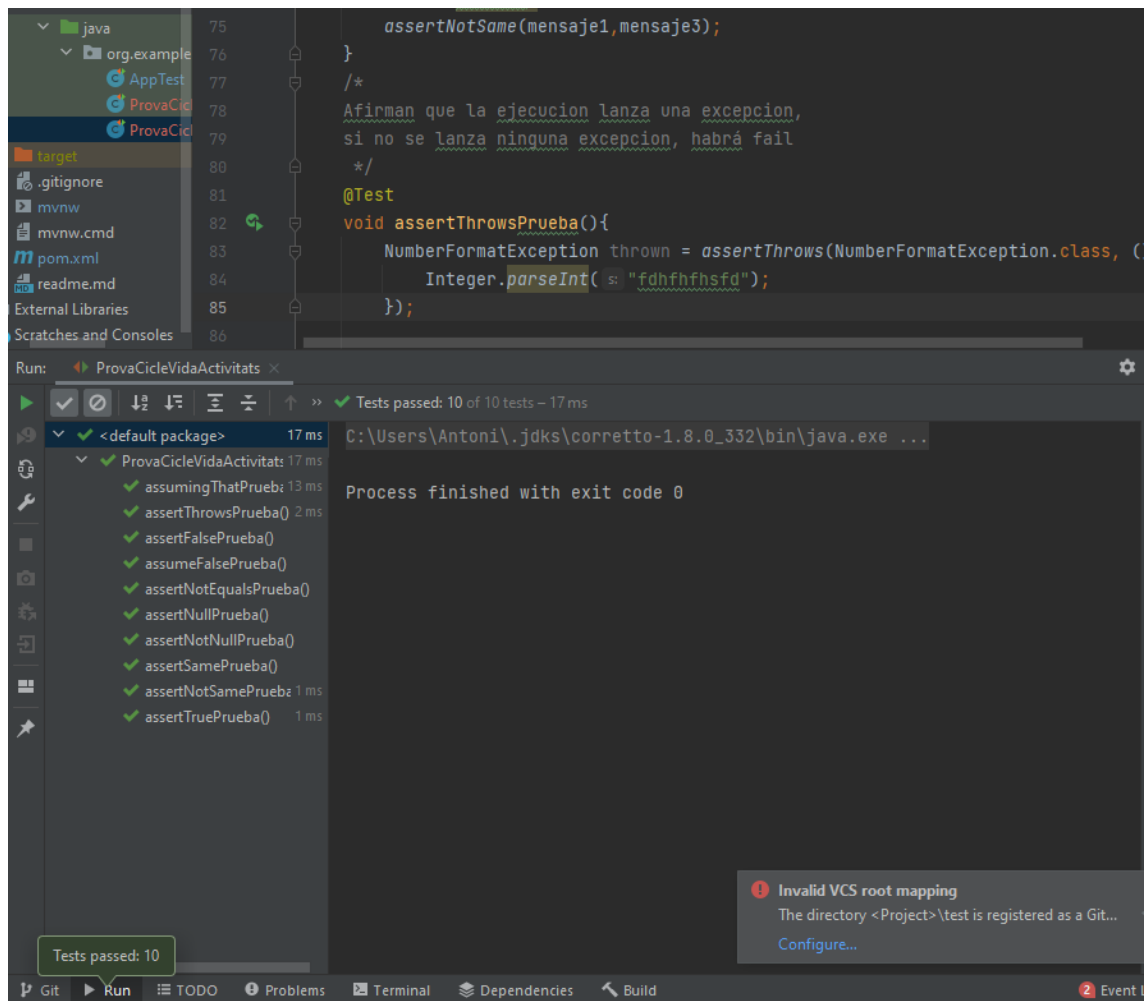 java
org.example
AppTest
ProvaCicl
ProvaCicl
target
.gitignore
mvnw
mvnw.cmd
m pom.xml
MD readme.md
External Libraries
Scratches and Consoles
75 assertNotSame(mensaje1,mensaje3);
76 }
77 /*
78 Afirman que la ejecucion lanza una excepcion,
79 si no se lanza ninguna excepcion, habrá fail
80 */
81 @Test
82 void assertThrowsPrueba(){
83 NumberFormatException thrown = assertThrows(NumberFormatException.class, ()
84 Integer.parseInt( s: "fdhfhfhsfd");
85 });
86
Run: ProvaCicleVidaActivitats ×
» Tests passed: 10 of 10 tests – 17 ms
<default package> 17 ms
ProvaCicleVidaActivitats 17 ms
assumingThatPrueba 13 ms
assertThrowsPrueba() 2 ms
assertFalsePrueba()
assumeFalsePrueba()
assertNotEqualsPrueba()
assertNullPrueba()
assertNotNullPrueba()
assertSamePrueba()
assertNotSamePrueba 1 ms
assertTruePrueba() 1 ms
C:\Users\Antoni\.jdks\corretto-1.8.0_332\bin\java.exe ...
Process finished with exit code 0
Invalid VCS root mapping
The directory <Project>\test is registered as a Git...
Configure...
Tests passed: 10
Git Run TODO Problems Terminal Dependencies Build 2 Event L